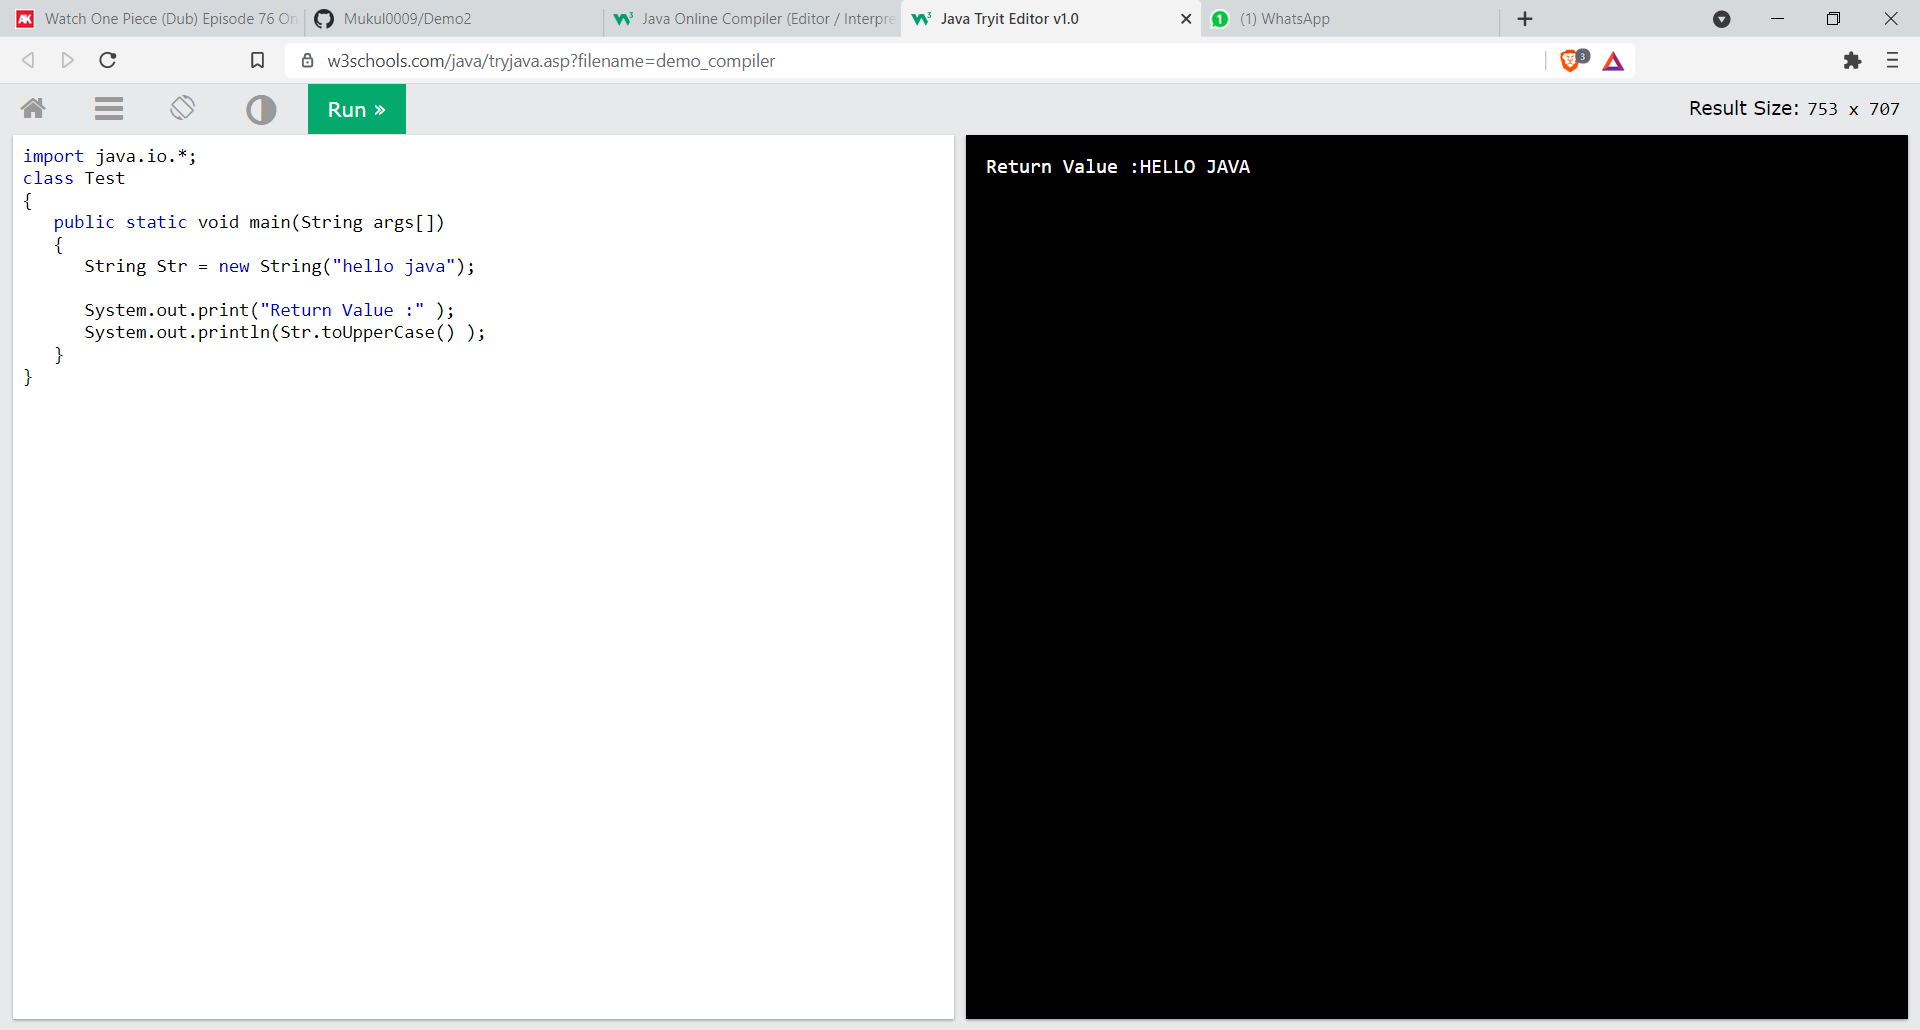 Watch One Piece (Dub) Episode 76 On
Mukul0009/Demo2
Java Online Compiler (Editor / Interpre
Java Tryit Editor v1.0
1
(1) WhatsApp
w3schools.com/java/tryjava.asp?filename=demo_compiler
3
Run »
Result Size: 753 x 707
import java.io.*;
class Test
{
   public static void main(String args[])
   {
      String Str = new String("hello java");
      System.out.print("Return Value :" );
      System.out.println(Str.toUpperCase() );
   }
}
Return Value :HELLO JAVA